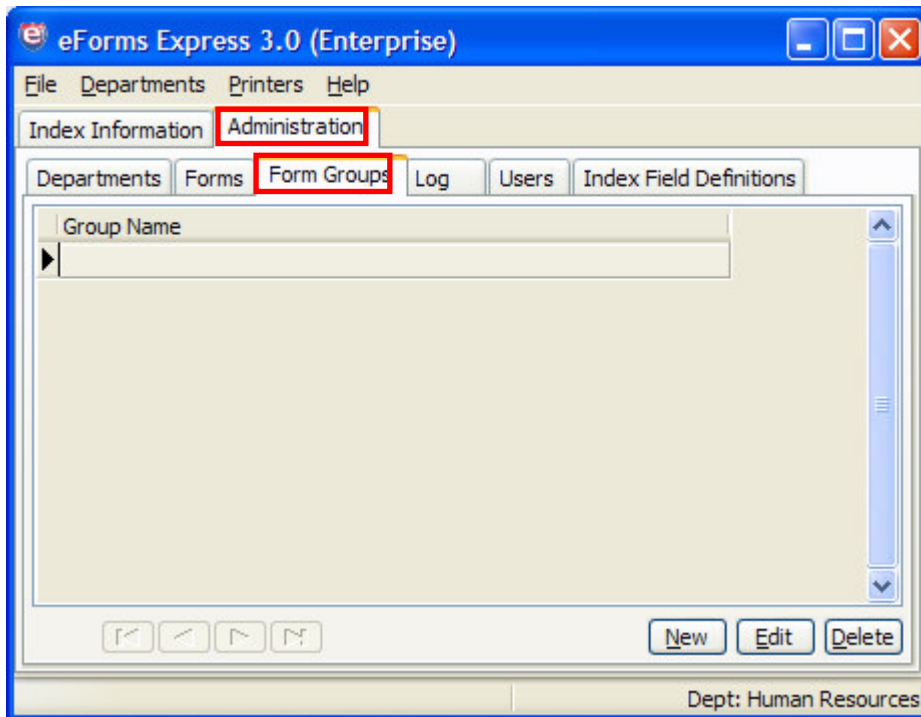 eForms Express 3.0 (Enterprise)
File Departments Printers Help
Index Information Administration
Departments Forms Form Groups Log Users Index Field Definitions
Group Name
New Edit Delete
Dept: Human Resources